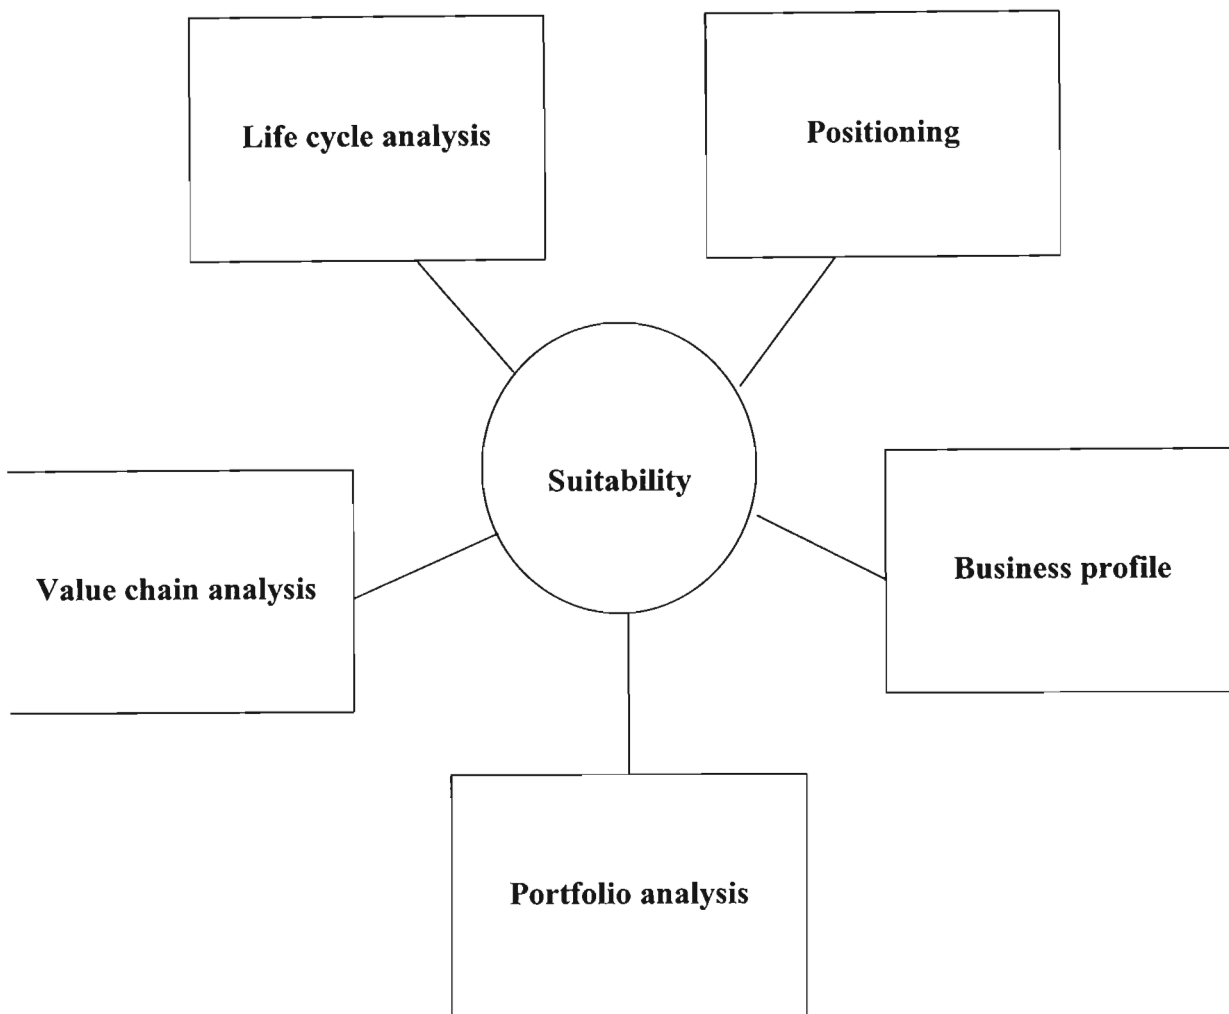 Life cycle analysis
Positioning
Suitability
Value chain analysis
Business profile
Portfolio analysis